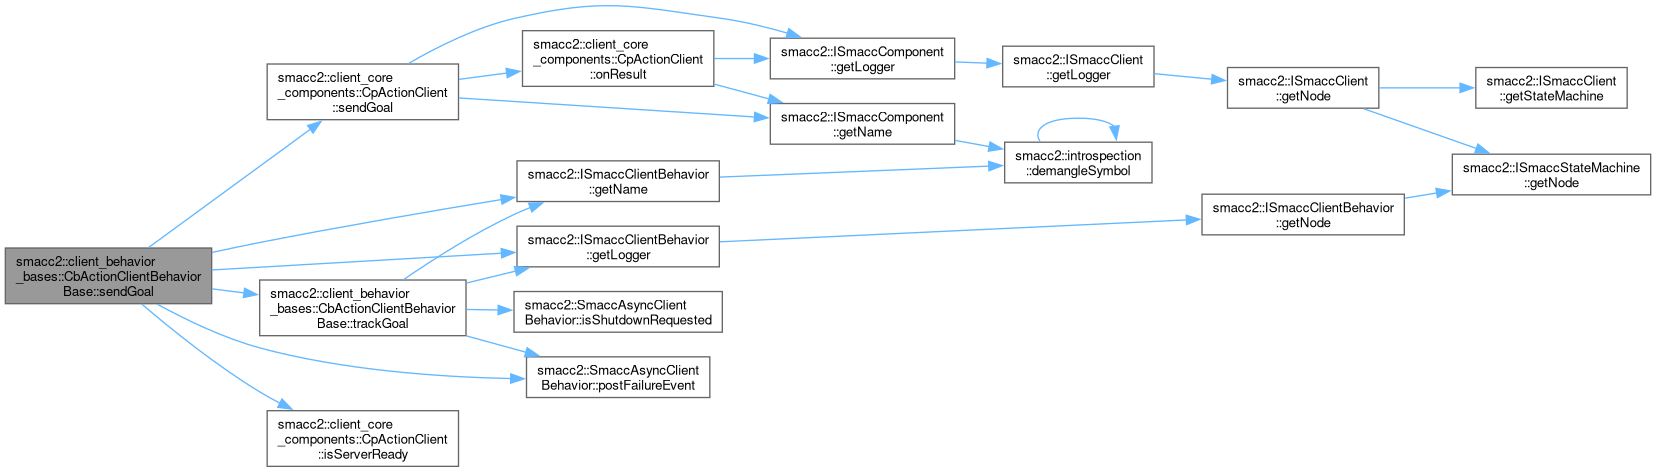 smacc2::client_behavior
_bases::CbActionClientBehavior
Base::sendGoal
smacc2::client_core
_components::CpActionClient
::sendGoal
smacc2::client_core
_components::CpActionClient
::onResult
smacc2::ISmaccComponent
::getLogger
smacc2::ISmaccClient
::getLogger
smacc2::ISmaccClient
::getNode
smacc2::ISmaccClient
::getStateMachine
smacc2::ISmaccComponent
::getName
smacc2::introspection
::demangleSymbol
smacc2::ISmaccStateMachine
::getNode
smacc2::ISmaccClientBehavior
::getName
smacc2::ISmaccClientBehavior
::getLogger
smacc2::ISmaccClientBehavior
::getNode
smacc2::client_behavior
_bases::CbActionClientBehavior
Base::trackGoal
smacc2::SmaccAsyncClient
Behavior::isShutdownRequested
smacc2::SmaccAsyncClient
Behavior::postFailureEvent
smacc2::client_core
_components::CpActionClient
::isServerReady